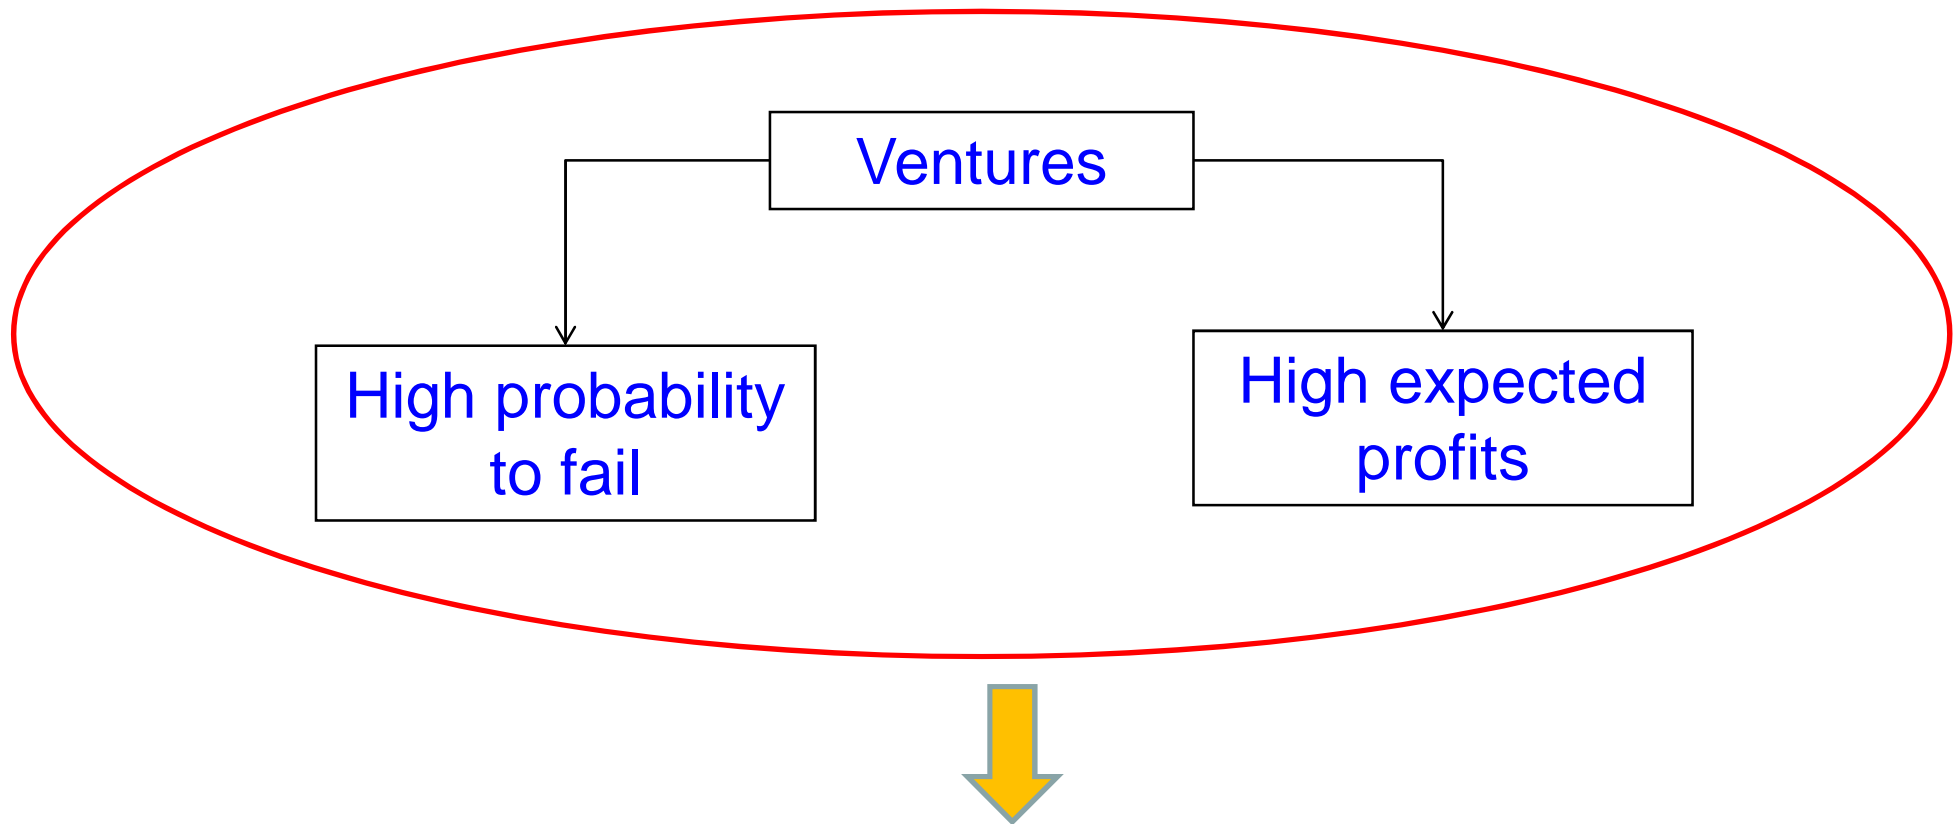 Ventures
High probability
to fail
High expected
profits